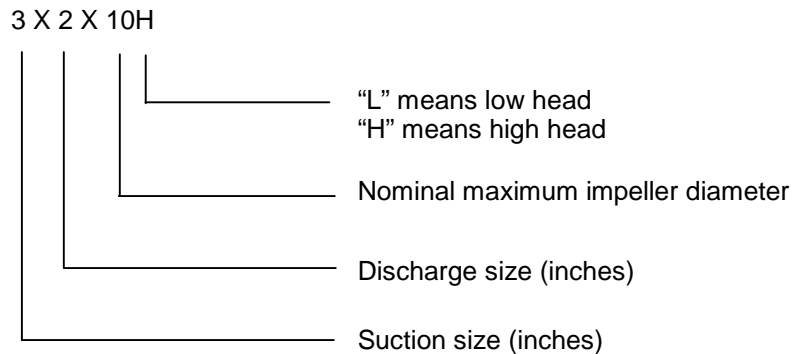 3 X 2 X 10H
“L” means low head
“H” means high head
Nominal maximum impeller diameter
Discharge size (inches)
Suction size (inches)